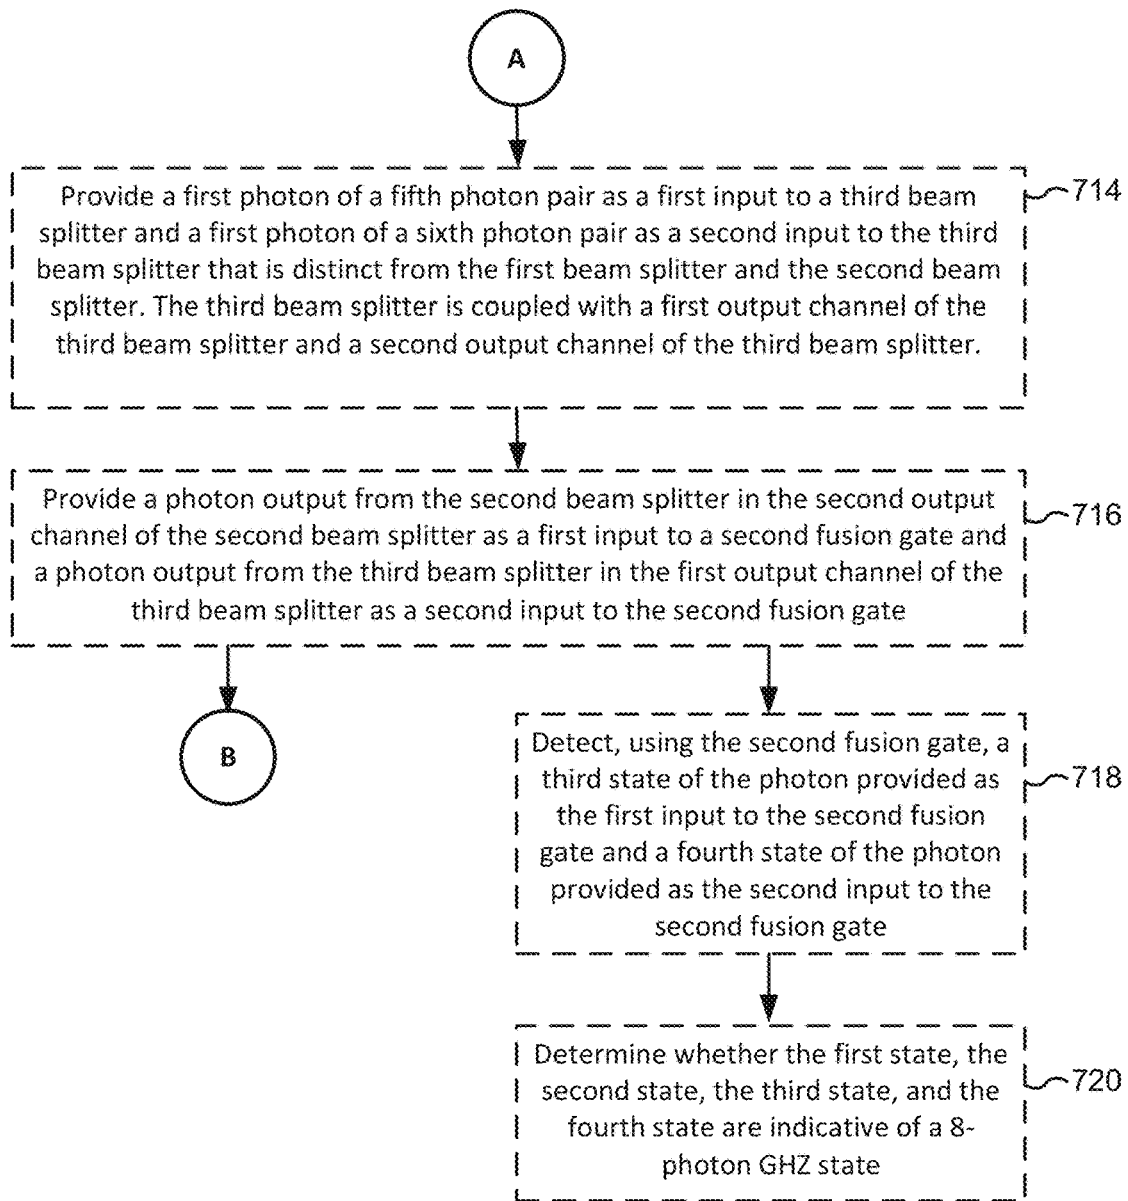 A
Provide a first photon of a fifth photon pair as a first input to a third beam
splitter and a first photon of a sixth photon pair as a second input to the third
beam splitter that is distinct from the first beam splitter and the second beam
splitter. The third beam splitter is coupled with a first output channel of the
third beam splitter and a second output channel of the third beam splitter.
714
Provide a photon output from the second beam splitter in the second output
channel of the second beam splitter as a first input to a second fusion gate and
a photon output from the third beam splitter in the first output channel of the
third beam splitter as a second input to the second fusion gate
716
B
Detect, using the second fusion gate, a
third state of the photon provided as
the first input to the second fusion
gate and a fourth state of the photon
provided as the second input to the
second fusion gate
718
Determine whether the first state, the
second state, the third state, and the
fourth state are indicative of a 8-
photon GHZ state
720